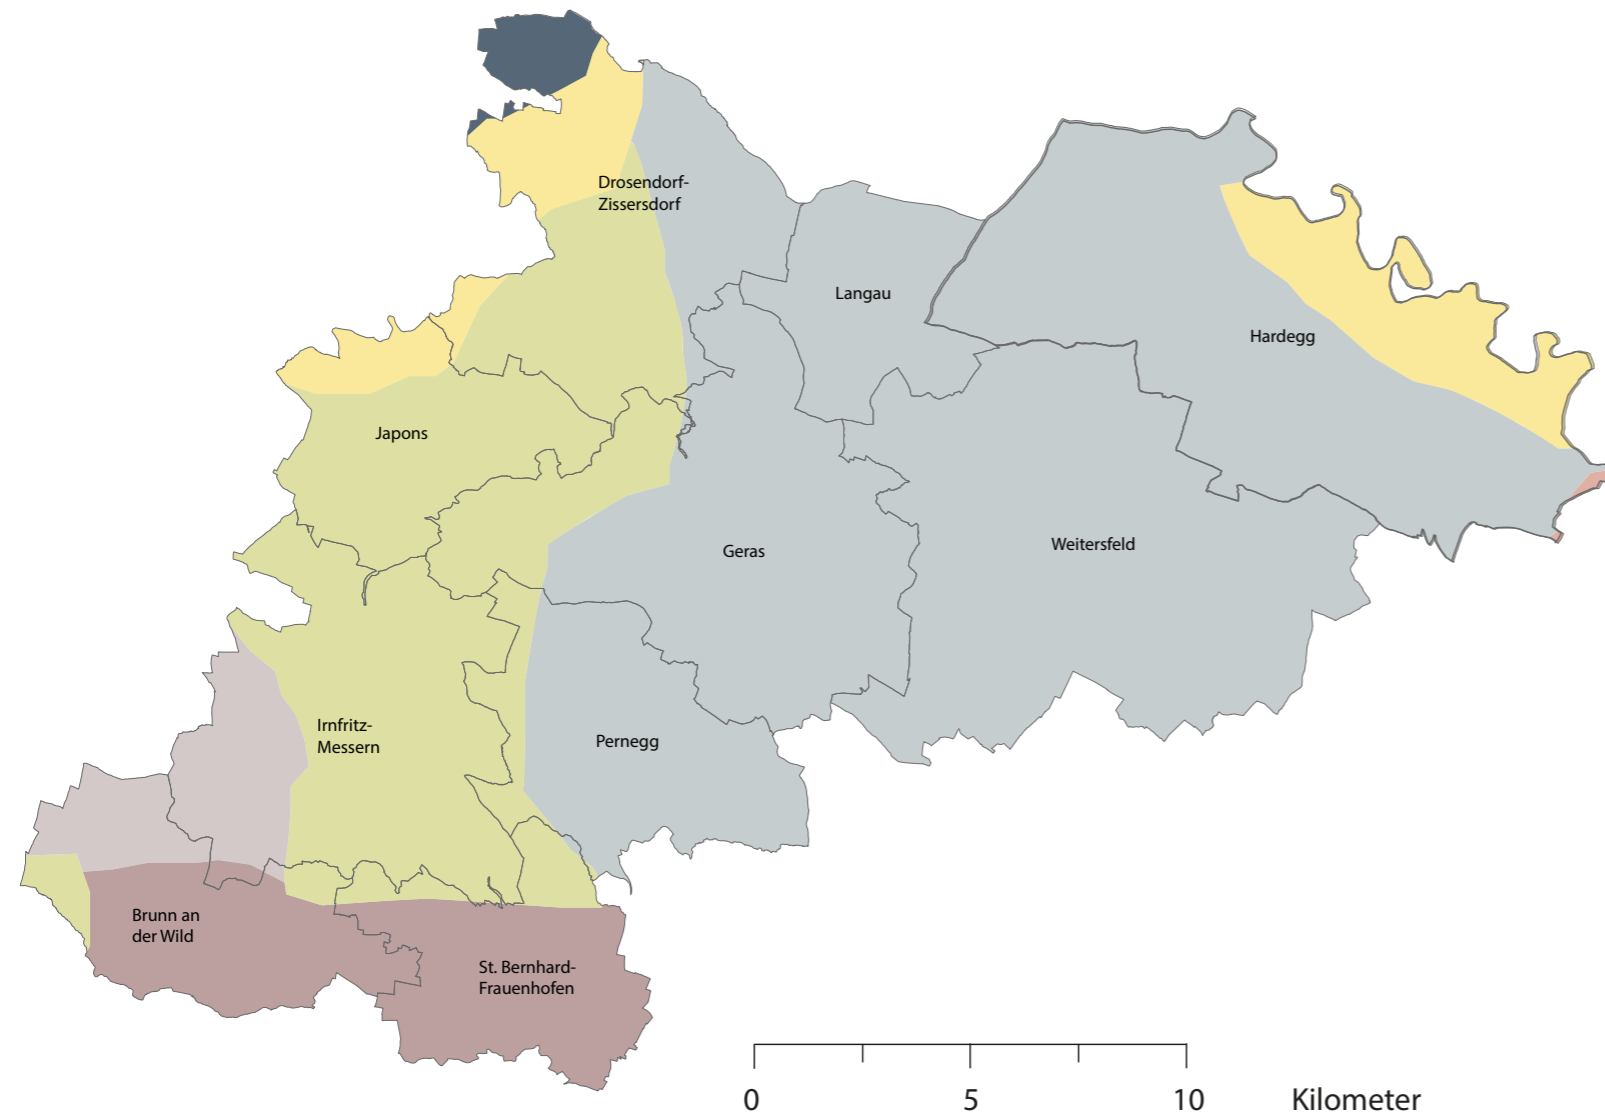 Drosendorf-
Zissersdorf
Langau
Hardegg
Japons
Geras
Weitersfeld
Irnfritz-
Messern
Pernegg
Brunn an
der Wild
St. Bernhard-
Frauenhofen
0 5 10 Kilometer